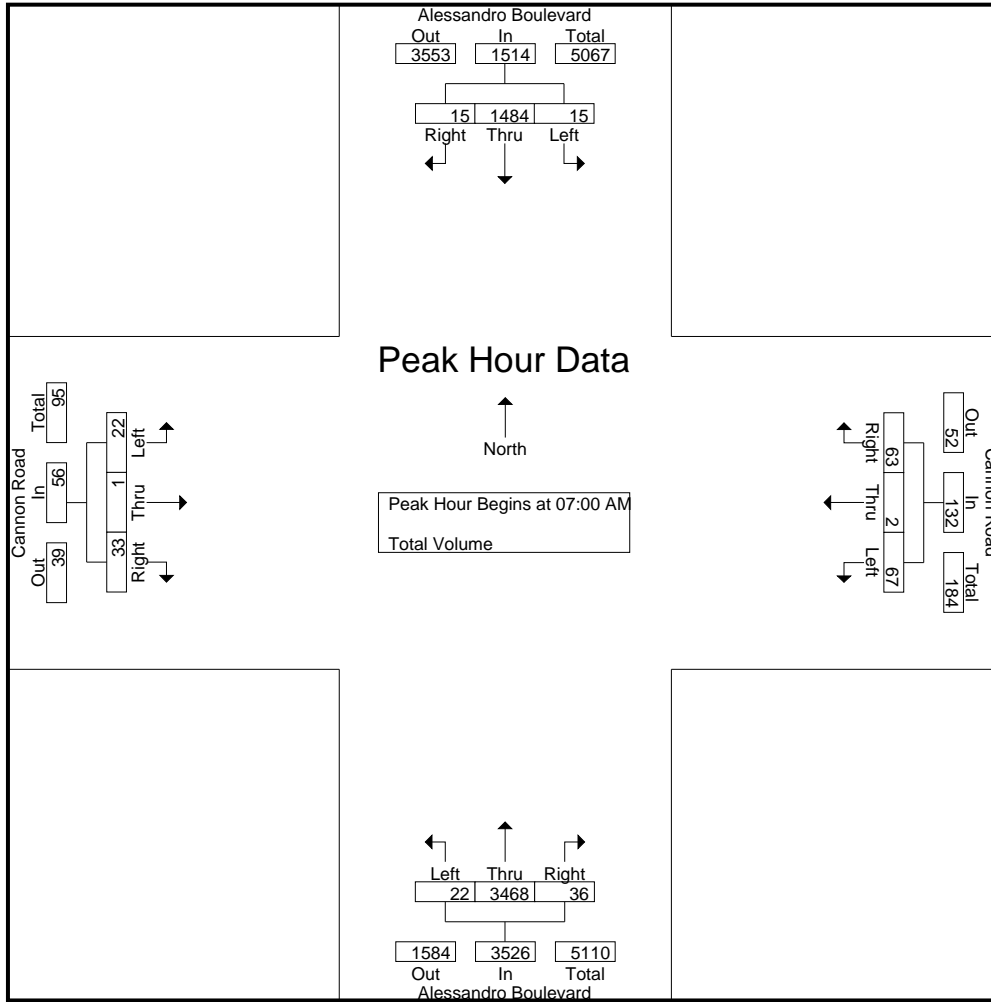 Alessandro Boulevard
Out In Total
3553 1514 5067
15 1484 15
Right Thru Left
Peak Hour Data
North
Peak Hour Begins at 07:00 AM
Total Volume
Cannon Road
Total In Out
95 56 39
22 1 33
Left Thru Right
Cannon Road
Out In Total
52 132 184
63 2 67
Right Thru Left
Left Thru Right
22 3468 36
1584 3526 5110
Out In Total
Alessandro Boulevard